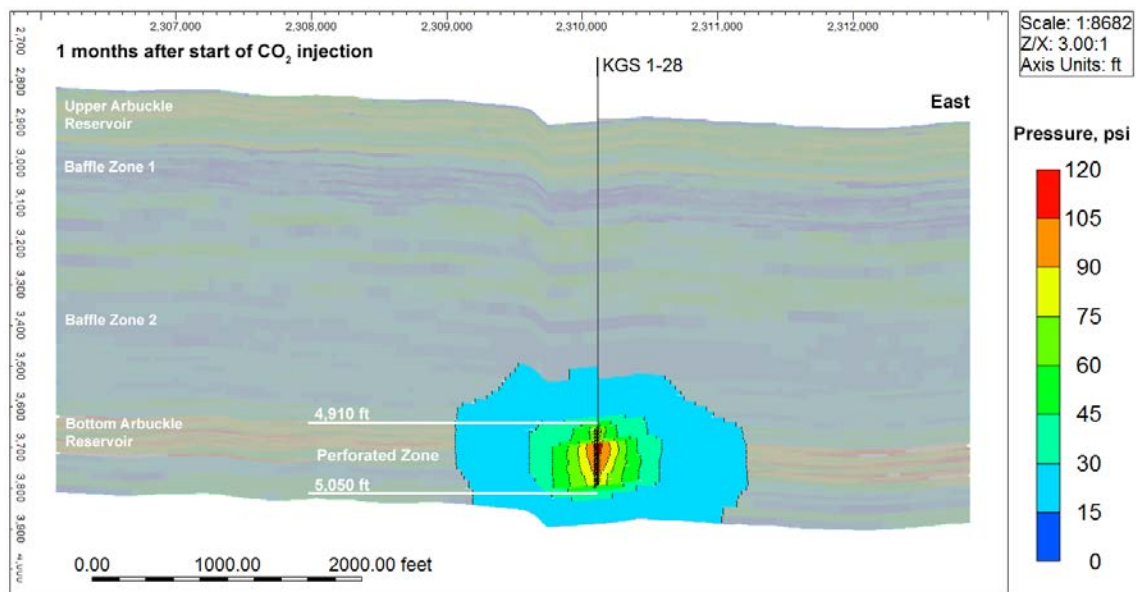 2,307,000 2,308,000 2,309,000 2,310,000 2,311,000 2,312,000
Scale: 1:8682
Z/X: 3.00:1
Axis Units: ft
1 months after start of CO2 injection
KGS 1-28
East
Upper Arbuckle
Reservoir
Baffle Zone 1
Baffle Zone 2
Bottom Arbuckle
Reservoir
4,910 ft
Perforated Zone
5,050 ft
2,700
2,800
2,900
3,000
3,100
3,200
3,300
3,400
3,500
3,600
3,700
3,800
3,900
4,000
Pressure, psi
120
105
90
75
60
45
30
15
0
0.00 1000.00 2000.00 feet